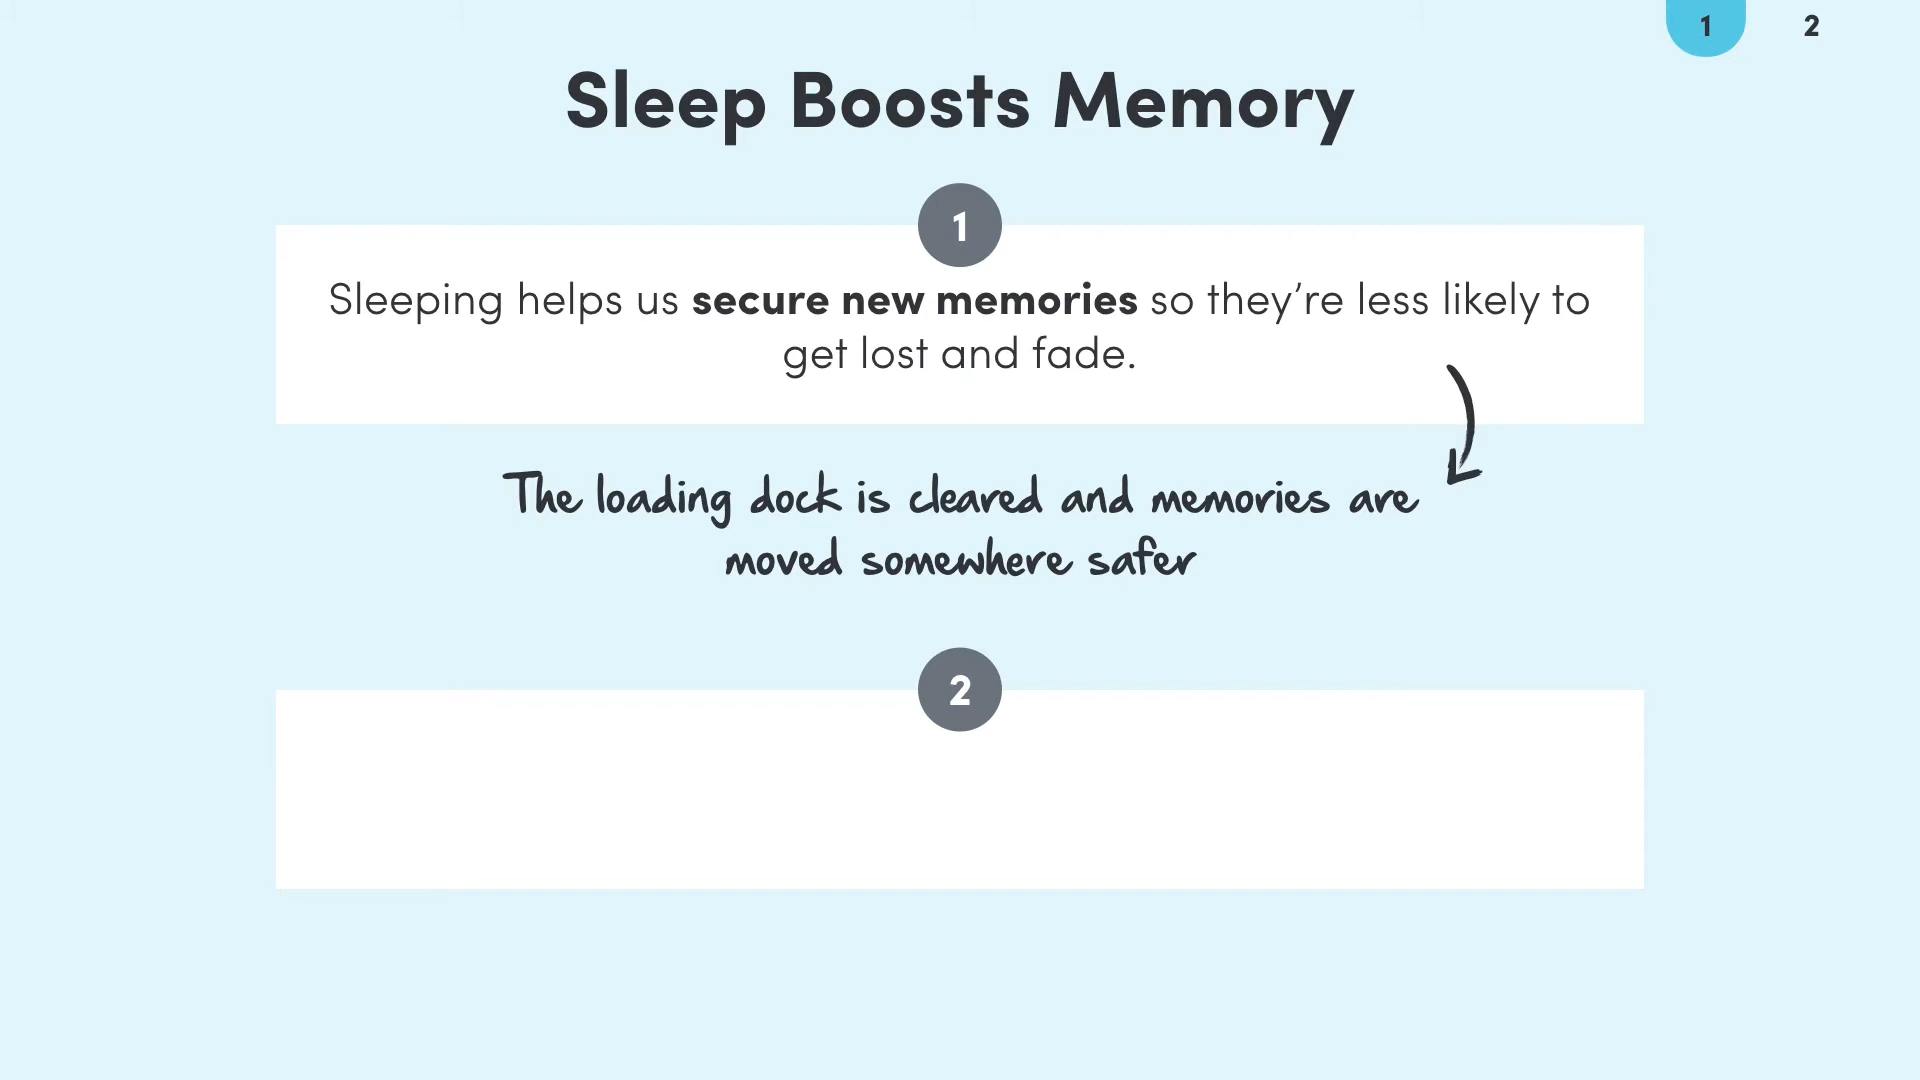 1 2
Sleep Boosts Memory
1
Sleeping helps us secure new memories so they’re less likely to
get lost and fade.
The loading dock is cleared and memories are
moved somewhere safer
2